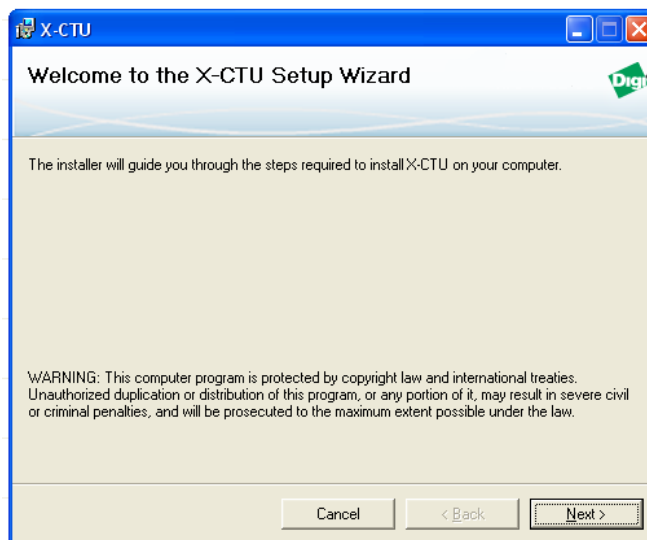 X-CTU
Welcome to the X-CTU Setup Wizard
Digi
The installer will guide you through the steps required to install X-CTU on your computer.
WARNING: This computer program is protected by copyright law and international treaties.
Unauthorized duplication or distribution of this program, or any portion of it, may result in severe civil
or criminal penalties, and will be prosecuted to the maximum extent possible under the law.
Cancel
< Back
Next >